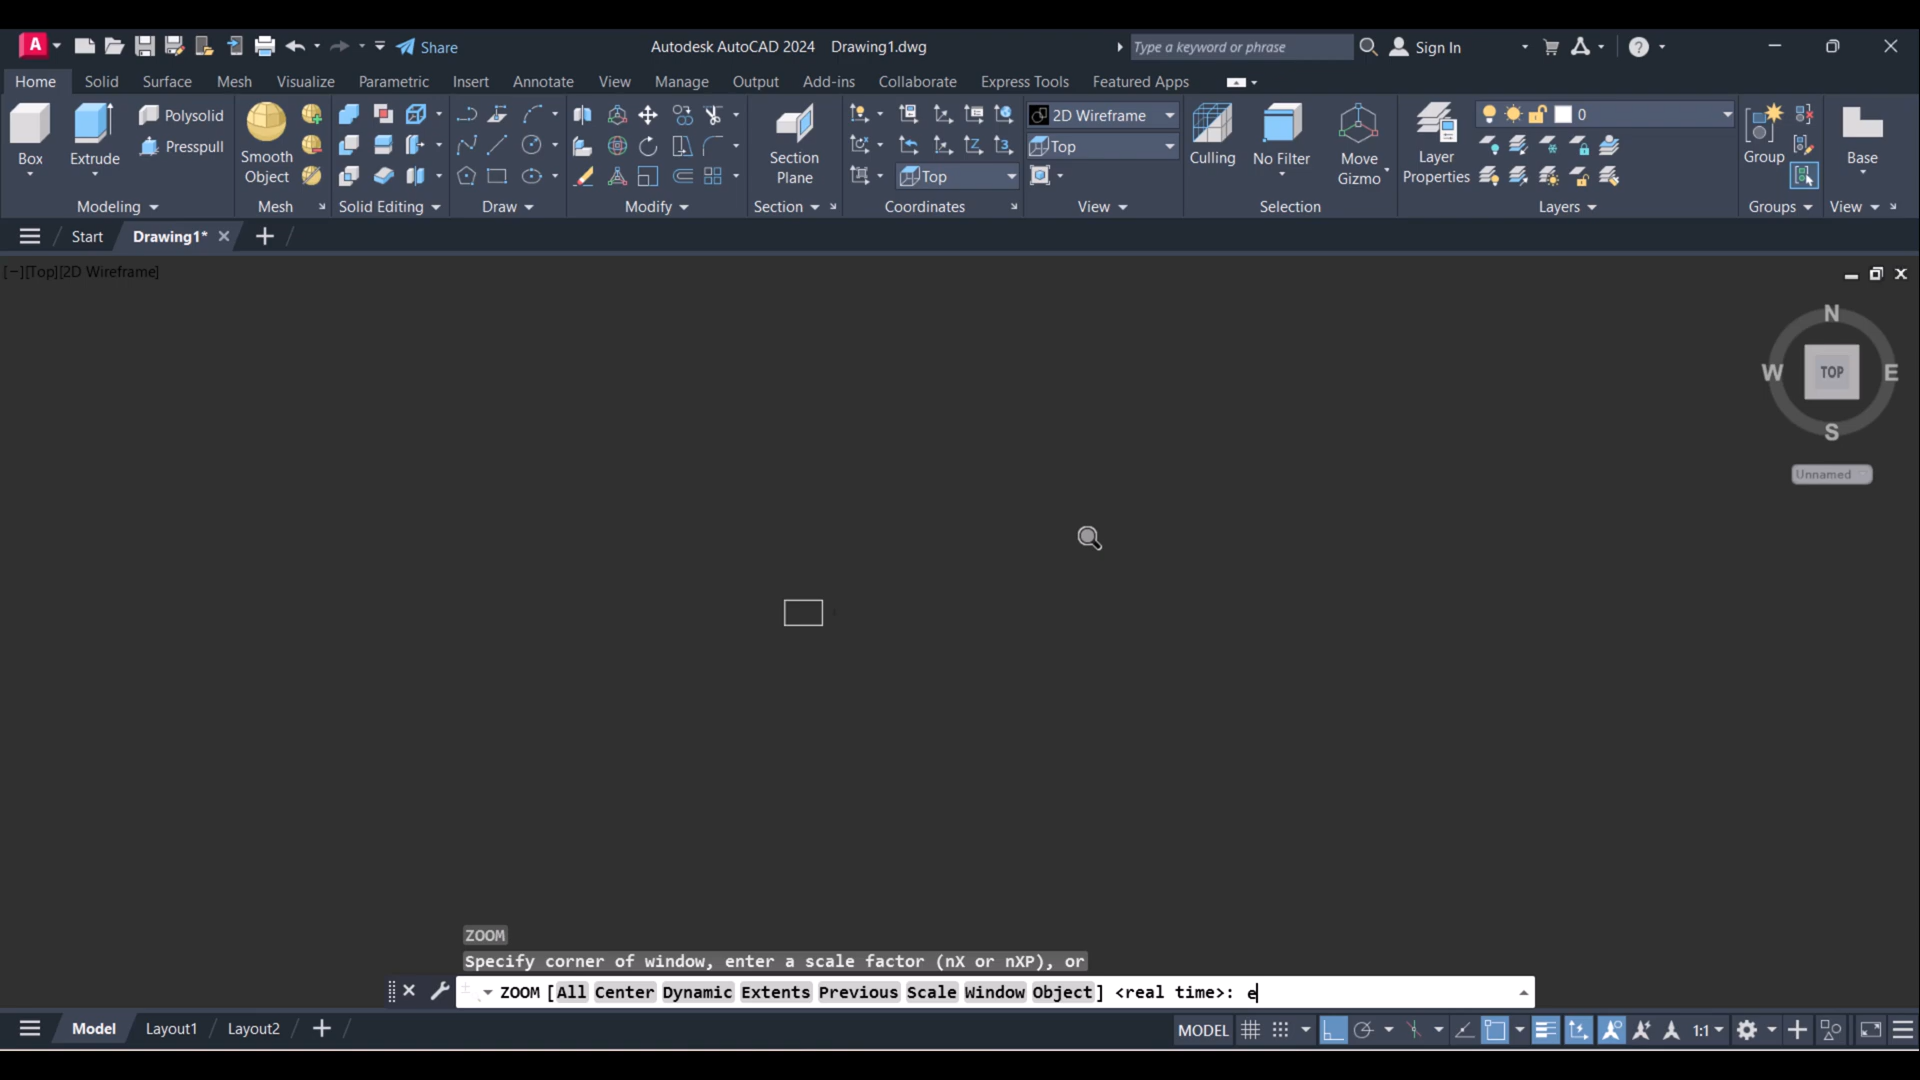 A Share Autodesk AutoCAD 2024 Drawing1.dwg Type a keyword or phrase Sign In ?
Home Solid Surface Mesh Visualize Parametric Insert Annotate View Manage Output Add-ins Collaborate Express Tools Featured Apps
Polysolid 2D Wireframe 0
Box Extrude Presspull Smooth Object Section Plane Top Culling No Filter Move Gizmo Layer Properties Group Base
Top
Modeling Mesh Solid Editing Draw Modify Section Coordinates View Selection Layers Groups View
Start Drawing1*
[−][Top][2D Wireframe]
N
W TOP E
S
Unnamed
ZOOM
Specify corner of window, enter a scale factor (nX or nXP), or
ZOOM [All Center Dynamic Extents Previous Scale Window Object] <real time>: e
Model Layout1 Layout2 MODEL 1:1